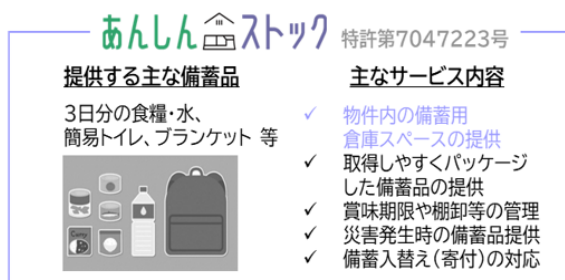 あんしんストック 特許第7047223号
提供する主な備蓄品
3日分の食糧・水、
簡易トイレ、ブランケット 等
主なサービス内容
✓ 物件内の備蓄用
倉庫スペースの提供
✓ 取得しやすくパッケージ
した備蓄品の提供
✓ 賞味期限や棚卸等の管理
✓ 災害発生時の備蓄品提供
✓ 備蓄入替え(寄付)の対応